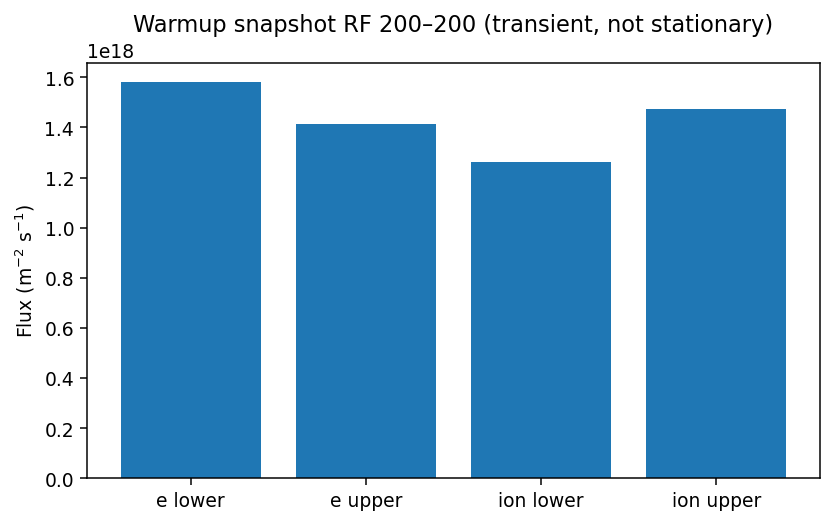 Warmup snapshot RF 200–200 (transient, not stationary)
1e18
Flux (m⁻² s⁻¹)
1.6
1.4
1.2
1.0
0.8
0.6
0.4
0.2
0.0
e lower
e upper
ion lower
ion upper